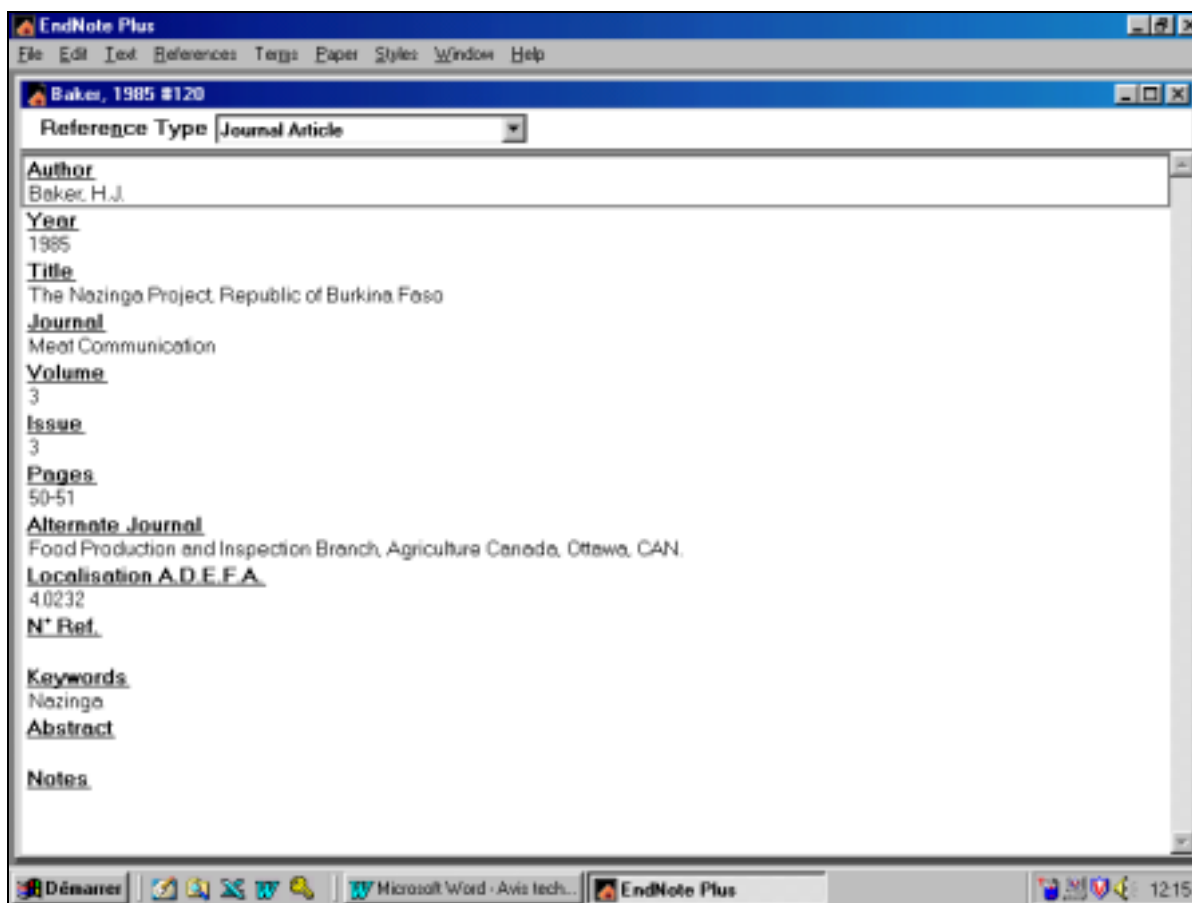 EndNote Plus
File Edit Text References Terms Paper Styles Window Help
Baker, 1985 #120
Reference Type Journal Article
Author
Baker, H.J.
Year
1985
Title
The Nazinga Project, Republic of Burkina Faso
Journal
Meat Communication
Volume
3
Issue
3
Pages
50-51
Alternate Journal
Food Production and Inspection Branch, Agriculture Canada, Ottawa, CAN.
Localisation A.D.E.F.A.
4.0232
N° Ref.
Keywords
Nazinga
Abstract
Notes
Démarrer Microsoft Word - Avis tech... EndNote Plus 12:15